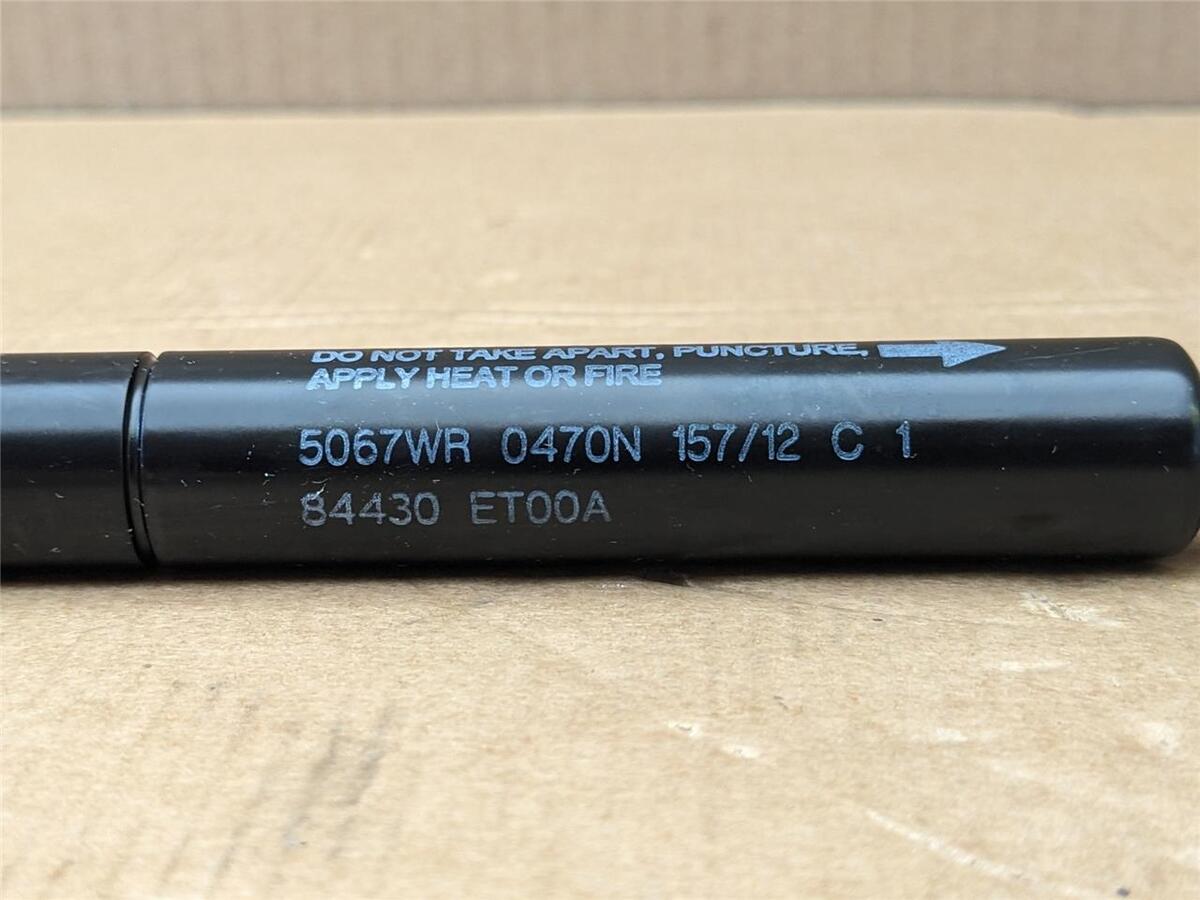 DO NOT TAKE APART, PUNCTURE,
APPLY HEAT OR FIRE
5067WR 0470N 157/12 C 1
84430 ET00A